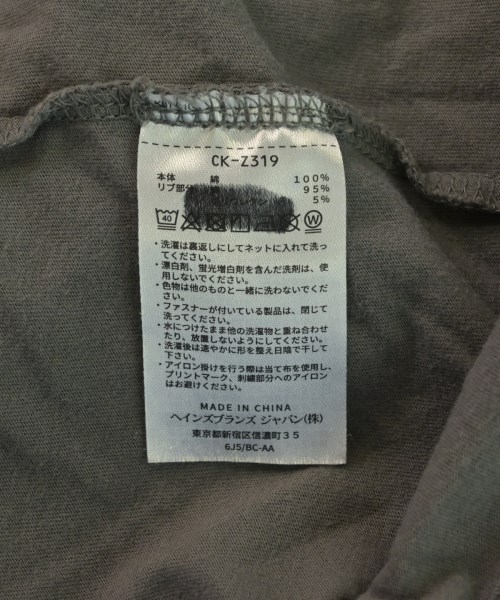 CK-Z319
本体 綿 100%
リブ部分 95%
5%
40
W
・洗濯は裏返しにしてネットに入れて洗っ
てください。
・漂白剤、蛍光増白剤を含んだ洗剤は、使
用しないでください。
・色物は他のものと一緒に洗わないでくだ
さい。
・ファスナーが付いている製品は、閉じて
洗ってください。
・水につけたまま他の洗濯物と重ね合わせ
たり、放置しないようにしてください。
・洗濯後は速やかに形を整え日陰で干して
下さい。
・アイロン掛けを行う際は当て布を使用し、
プリントマーク、刺繍部分へのアイロン
はお避けください。
MADE IN CHINA
ヘインズブランズ ジャパン(株)
東京都新宿区信濃町35
6J5/BC-AA